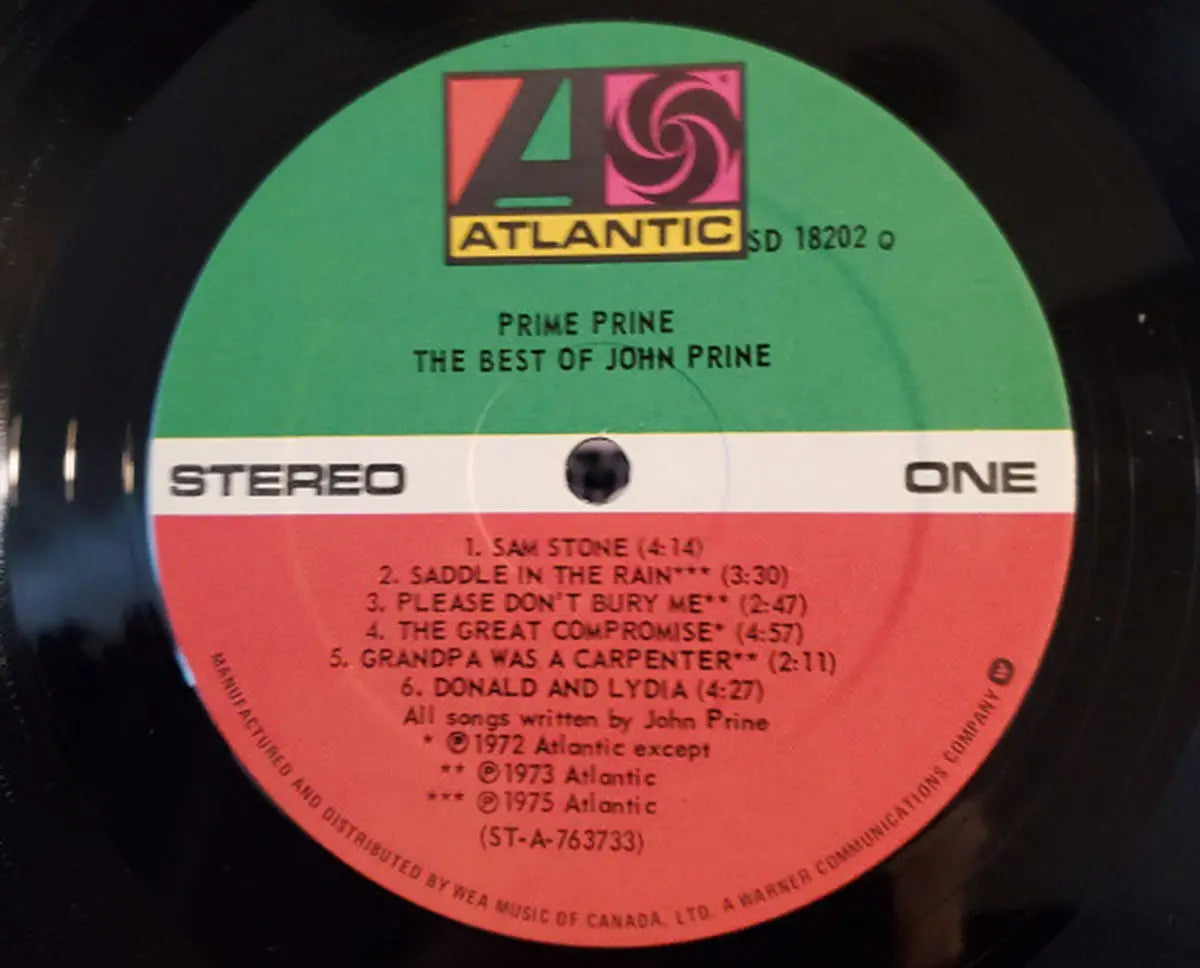 ATLANTIC
SD 18202 Q
PRIME PRINE
THE BEST OF JOHN PRINE
STEREO
ONE
1. SAM STONE (4:14)
2. SADDLE IN THE RAIN*** (3:30)
3. PLEASE DON'T BURY ME** (2:47)
4. THE GREAT COMPROMISE* (4:57)
5. GRANDPA WAS A CARPENTER** (2:11)
6. DONALD AND LYDIA (4:27)
All songs written by John Prine
* ℗1972 Atlantic except
** ℗1973 Atlantic
*** ℗1975 Atlantic
(ST-A-763733)
MANUFACTURED AND DISTRIBUTED BY WEA MUSIC OF CANADA, LTD. A WARNER COMMUNICATIONS COMPANY